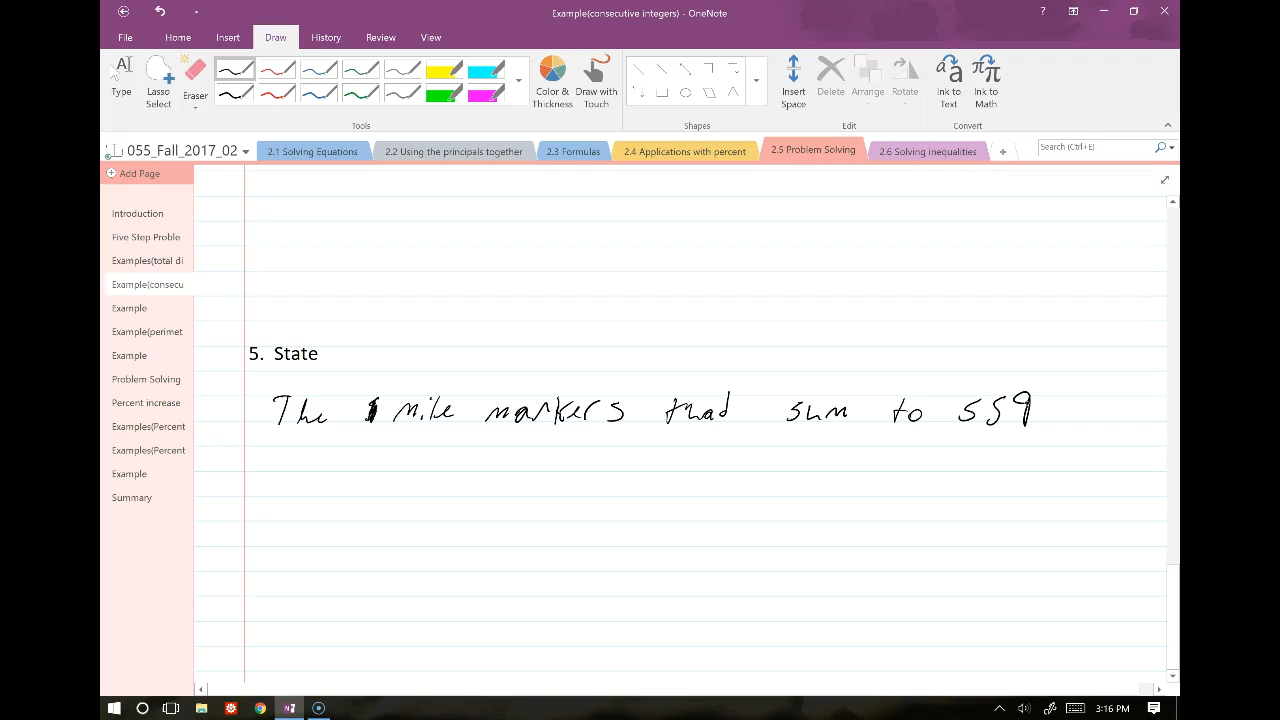 Example(consecutive integers) - OneNote
File Home Insert Draw History Review View
Type
Lasso Select
Eraser
Color & Thickness
Draw with Touch
Insert Space
Delete
Arrange
Rotate
Ink to Text
Ink to Math
Tools Shapes Edit Convert
055_Fall_2017_02 2.1 Solving Equations 2.2 Using the principals together 2.3 Formulas 2.4 Applications with percent 2.5 Problem Solving 2.6 Solving inequalities Search (Ctrl+E)
Add Page
Introduction
Five Step Proble
Examples(total di
Example(consecu
Example
Example(perimet
Example
Problem Solving
Percent increase
Examples(Percent
Examples(Percent
Example
Summary
5. State
The mile markers that sum to 559
3:16 PM